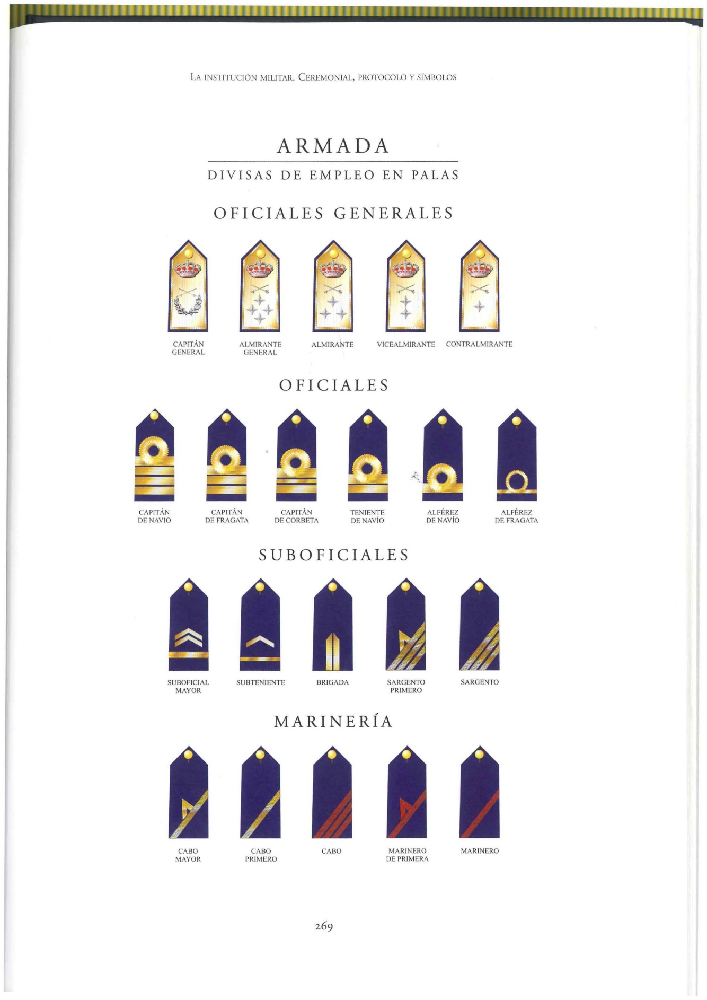 LA INSTITUCIÓN MILITAR. CEREMONIAL, PROTOCOLO Y SÍMBOLOS
ARMADA
DIVISAS DE EMPLEO EN PALAS
OFICIALES GENERALES
CAPITÁN GENERAL
ALMIRANTE GENERAL
ALMIRANTE
VICEALMIRANTE
CONTRALMIRANTE
OFICIALES
CAPITÁN DE NAVIO
CAPITÁN DE FRAGATA
CAPITÁN DE CORBETA
TENIENTE DE NAVÍO
ALFÉREZ DE NAVÍO
ALFÉREZ DE FRAGATA
SUBOFICIALES
SUBOFICIAL MAYOR
SUBTENIENTE
BRIGADA
SARGENTO PRIMERO
SARGENTO
MARINERÍA
CABO MAYOR
CABO PRIMERO
CABO
MARINERO DE PRIMERA
MARINERO
269